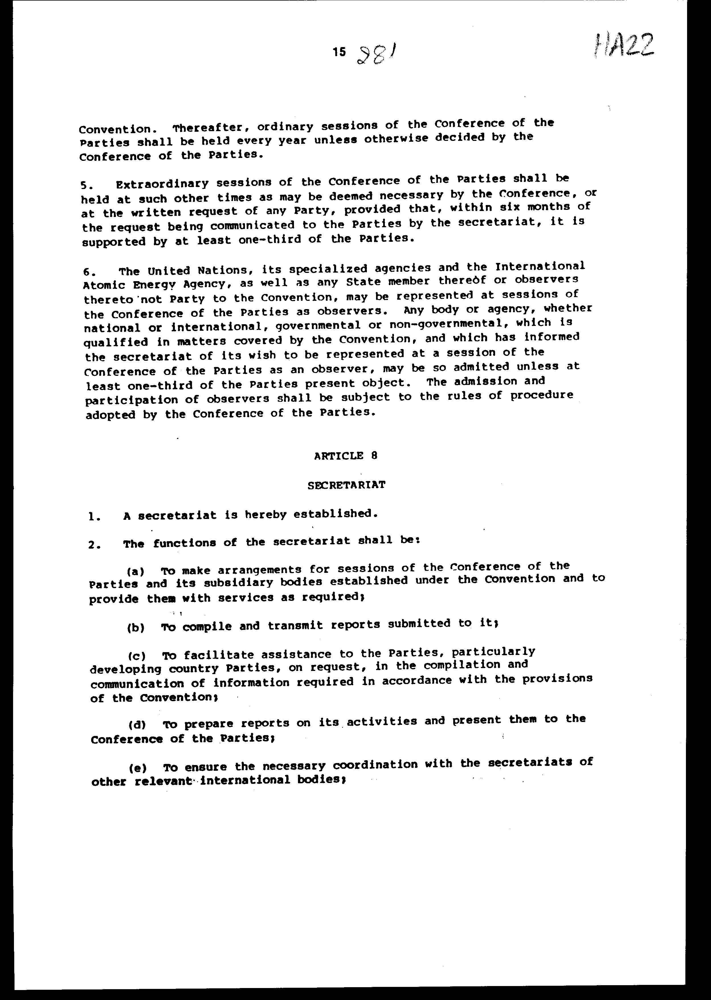 15 281 HA22
Convention. Thereafter, ordinary sessions of the Conference of the
Parties shall be held every year unless otherwise decided by the
Conference of the Parties.
5. Extraordinary sessions of the Conference of the Parties shall be
held at such other times as may be deemed necessary by the Conference, or
at the written request of any Party, provided that, within six months of
the request being communicated to the Parties by the secretariat, it is
supported by at least one-third of the Parties.
6. The United Nations, its specialized agencies and the International
Atomic Energy Agency, as well as any State member thereof or observers
thereto not Party to the Convention, may be represented at sessions of
the Conference of the Parties as observers. Any body or agency, whether
national or international, governmental or non-governmental, which is
qualified in matters covered by the Convention, and which has informed
the secretariat of its wish to be represented at a session of the
Conference of the Parties as an observer, may be so admitted unless at
least one-third of the Parties present object. The admission and
participation of observers shall be subject to the rules of procedure
adopted by the Conference of the Parties.
ARTICLE 8
SECRETARIAT
1. A secretariat is hereby established.
2. The functions of the secretariat shall be:
(a) To make arrangements for sessions of the Conference of the
Parties and its subsidiary bodies established under the Convention and to
provide them with services as required;
(b) To compile and transmit reports submitted to it;
(c) To facilitate assistance to the Parties, particularly
developing country Parties, on request, in the compilation and
communication of information required in accordance with the provisions
of the Convention;
(d) To prepare reports on its activities and present them to the
Conference of the Parties;
(e) To ensure the necessary coordination with the secretariats of
other relevant international bodies;